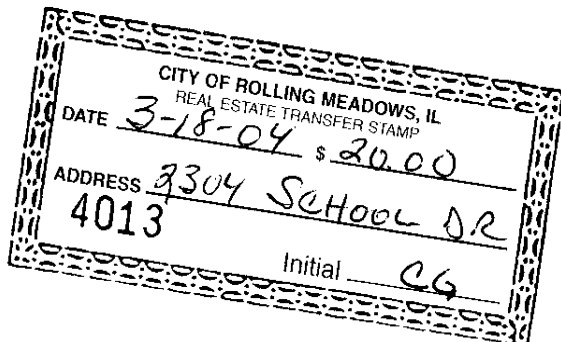 CITY OF ROLLING MEADOWS, IL
REAL ESTATE TRANSFER STAMP
DATE 3-18-04 $ 20.00
ADDRESS 2304 SCHOOL DR
4013
Initial CG